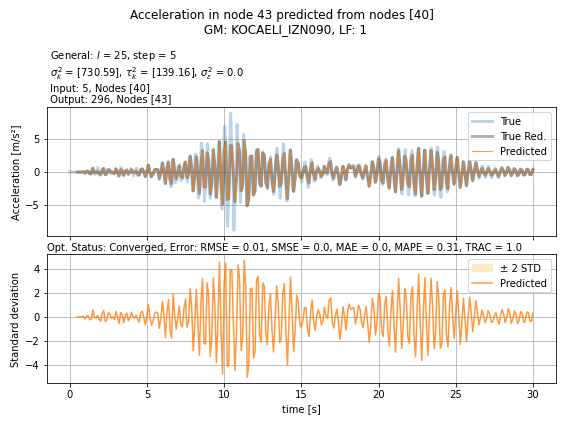 Acceleration in node 43 predicted from nodes [40]
GM: KOCAELI_IZN090, LF: 1
General: l = 25, step = 5
σ²ₖ = [730.59], τ²ₖ = [139.16], σ²ε = 0.0
Input: 5, Nodes [40]
Output: 296, Nodes [43]
True
True Red.
Predicted
Acceleration [m/s²]
5
0
−5
Opt. Status: Converged, Error: RMSE = 0.01, SMSE = 0.0, MAE = 0.0, MAPE = 0.31, TRAC = 1.0
± 2 STD
Predicted
Standard deviation
4
2
0
−2
−4
0 5 10 15 20 25 30
time [s]